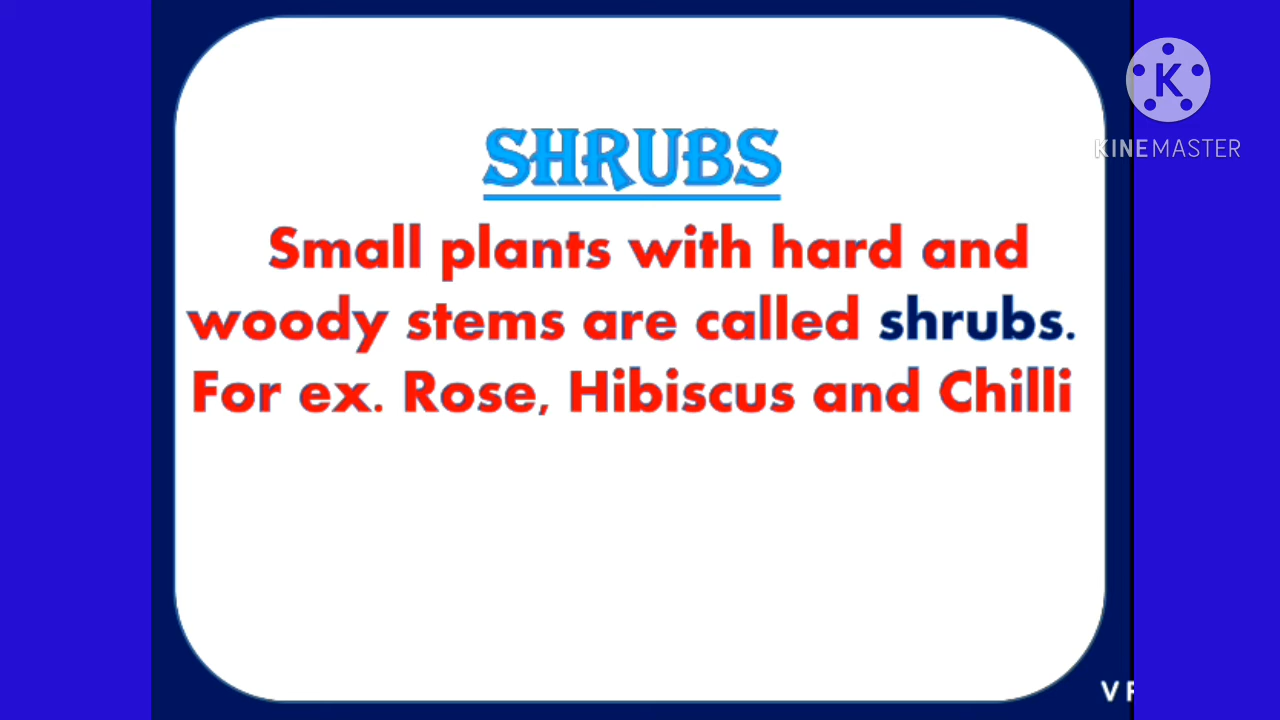 SHRUBS
Small plants with hard and
woody stems are called shrubs.
For ex. Rose, Hibiscus and Chilli
K
KINEMASTER